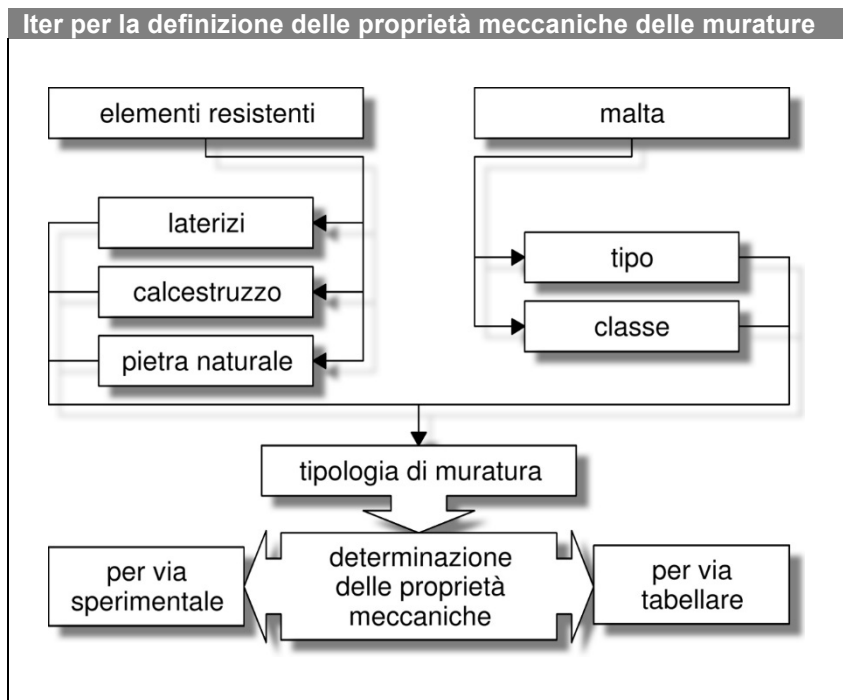 Iter per la definizione delle proprietà meccaniche delle murature
elementi resistenti
malta
laterizi
calcestruzzo
pietra naturale
tipo
classe
tipologia di muratura
per via
sperimentale
determinazione
delle proprietà
meccaniche
per via
tabellare